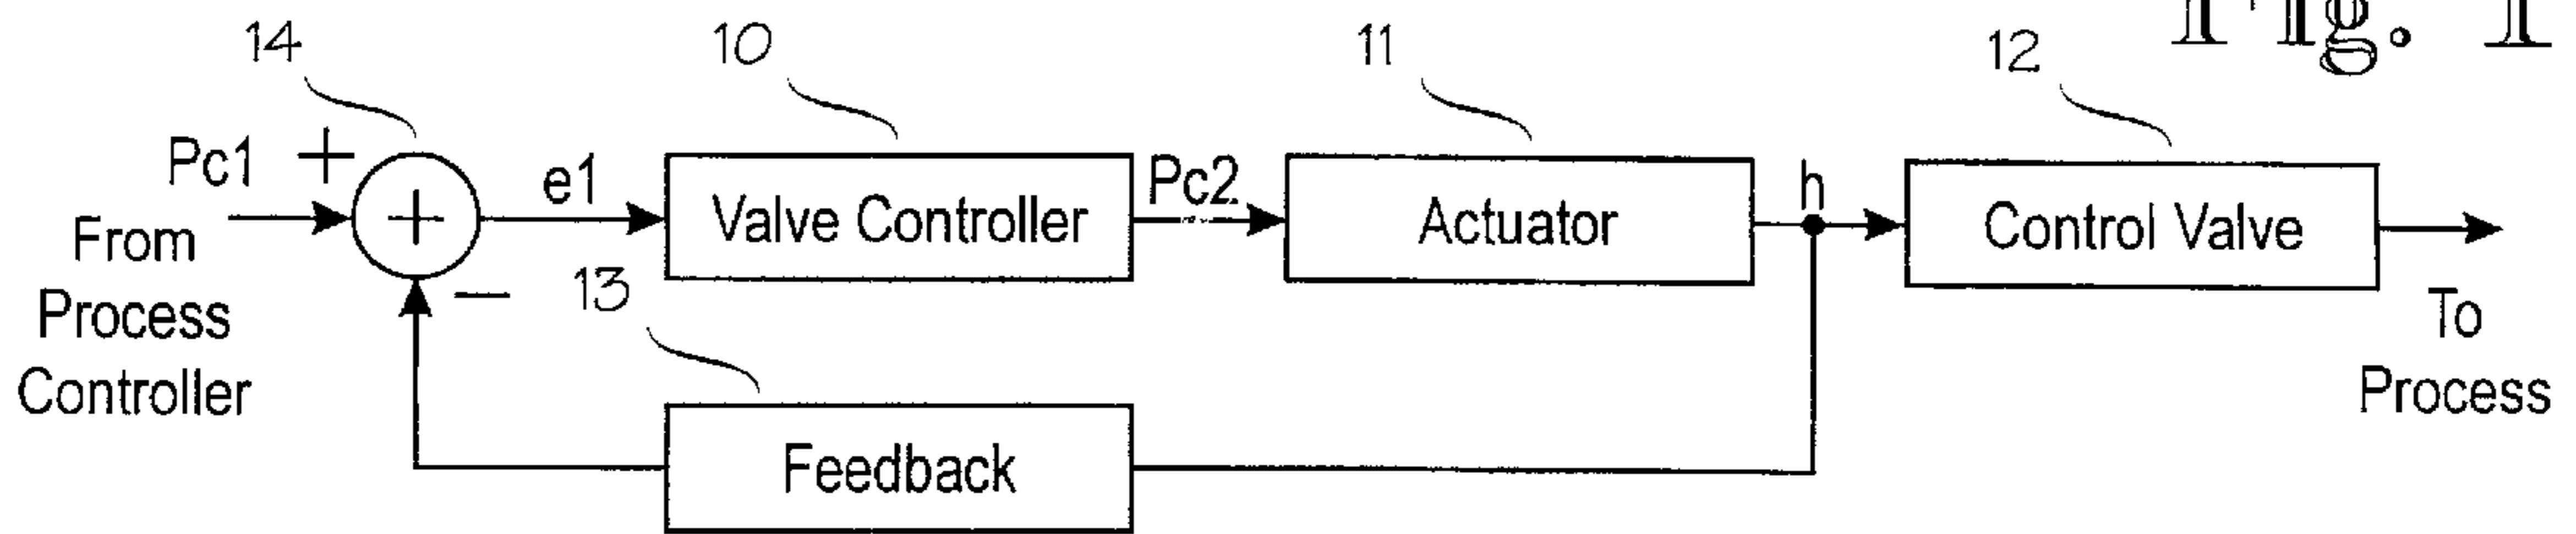 Fig. 1
14
10
11
12
Pc1
+
e1
Pc2
h
From
Process
Controller
+
Valve Controller
Actuator
Control Valve
−
13
To
Process
Feedback